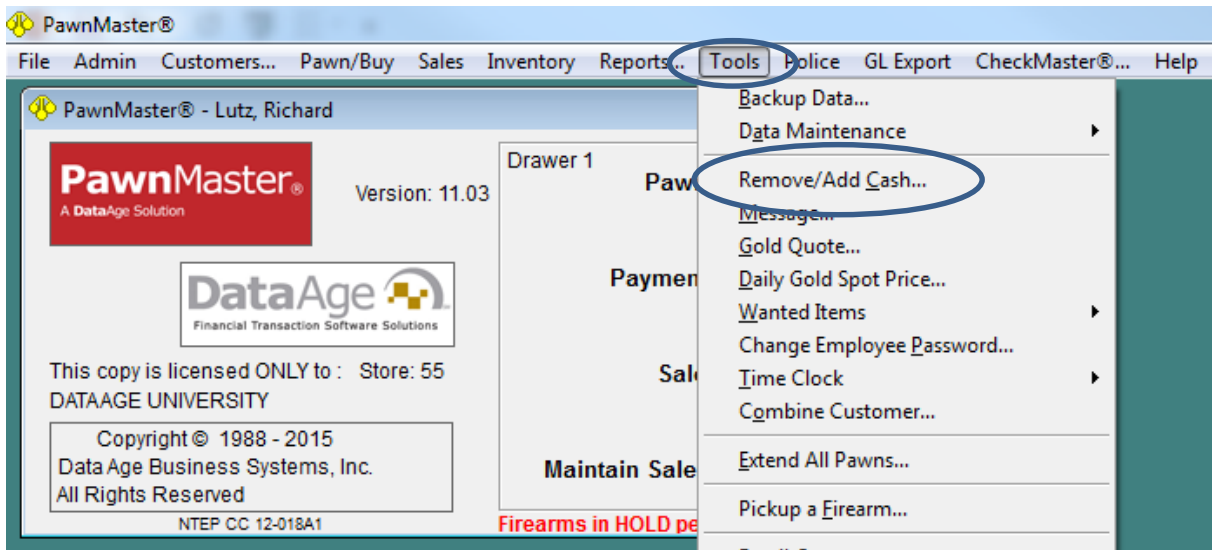 PawnMaster®
File Admin Customers... Pawn/Buy Sales Inventory Reports... Tools Police GL Export CheckMaster®... Help
PawnMaster® - Lutz, Richard
PawnMaster®
A DataAge Solution
Version: 11.03
DataAge
Financial Transaction Software Solutions
This copy is licensed ONLY to : Store: 55
DATAAGE UNIVERSITY
Copyright © 1988 - 2015
Data Age Business Systems, Inc.
All Rights Reserved
NTEP CC 12-018A1
Drawer 1
Paw
Paymen
Sal
Maintain Sale
Firearms in HOLD pe
Backup Data...
Data Maintenance
Remove/Add Cash...
Message...
Gold Quote...
Daily Gold Spot Price...
Wanted Items
Change Employee Password...
Time Clock
Combine Customer...
Extend All Pawns...
Pickup a Firearm...